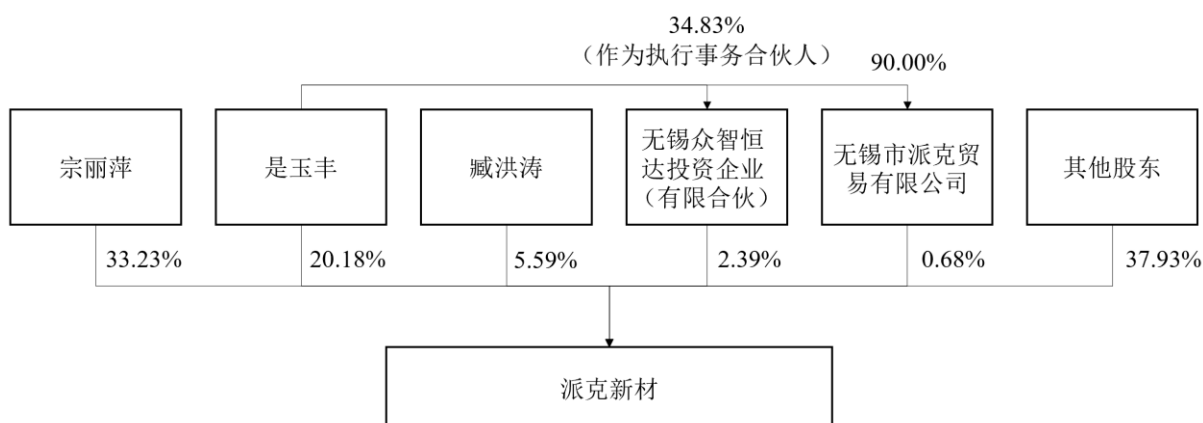 34.83%
（作为执行事务合伙人）
90.00%
宗丽萍
是玉丰
臧洪涛
无锡众智恒
达投资企业
（有限合伙）
无锡市派克贸
易有限公司
其他股东
33.23%
20.18%
5.59%
2.39%
0.68%
37.93%
派克新材